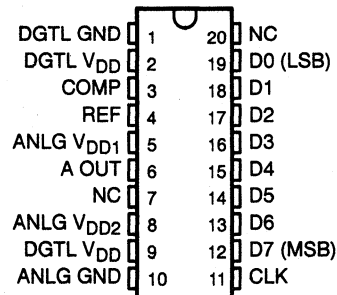 DGTL GND 1 20 NC
DGTL VDD 2 19 D0 (LSB)
COMP 3 18 D1
REF 4 17 D2
ANLG VDD1 5 16 D3
A OUT 6 15 D4
NC 7 14 D5
ANLG VDD2 8 13 D6
DGTL VDD 9 12 D7 (MSB)
ANLG GND 10 11 CLK